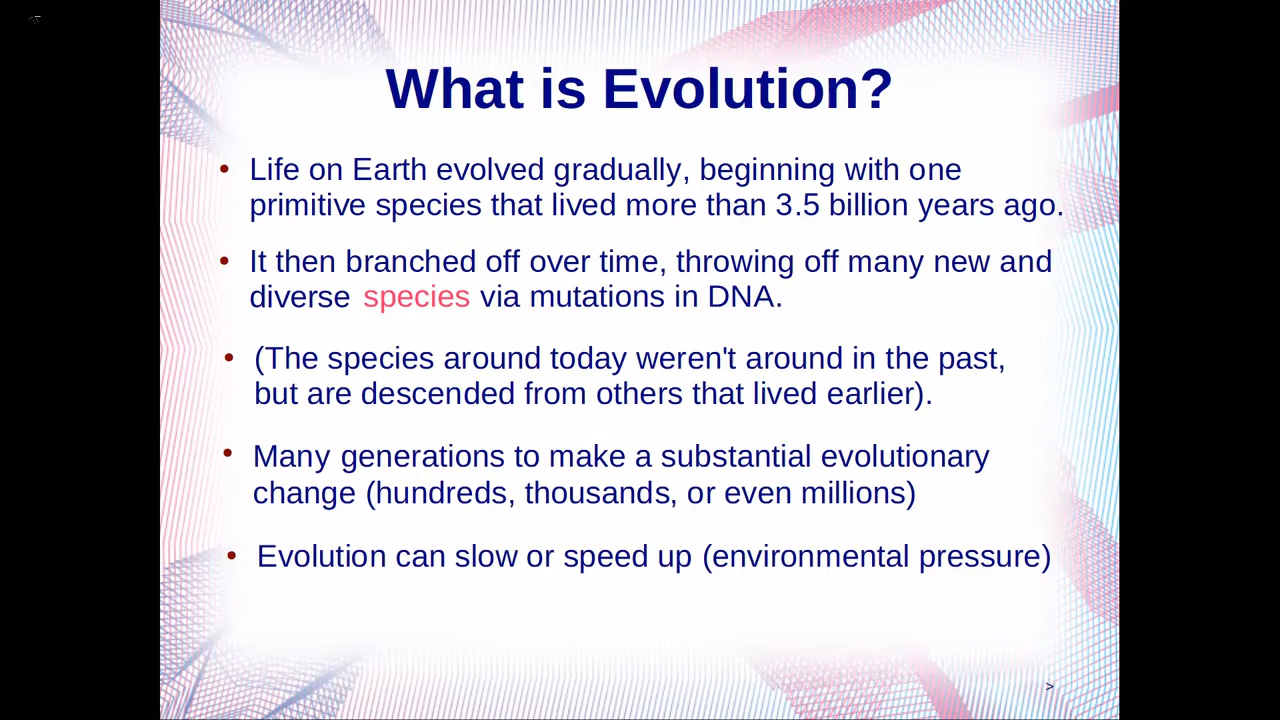 What is Evolution?
• Life on Earth evolved gradually, beginning with one
primitive species that lived more than 3.5 billion years ago.
• It then branched off over time, throwing off many new and
diverse species via mutations in DNA.
• (The species around today weren't around in the past,
but are descended from others that lived earlier).
• Many generations to make a substantial evolutionary
change (hundreds, thousands, or even millions)
• Evolution can slow or speed up (environmental pressure)
>